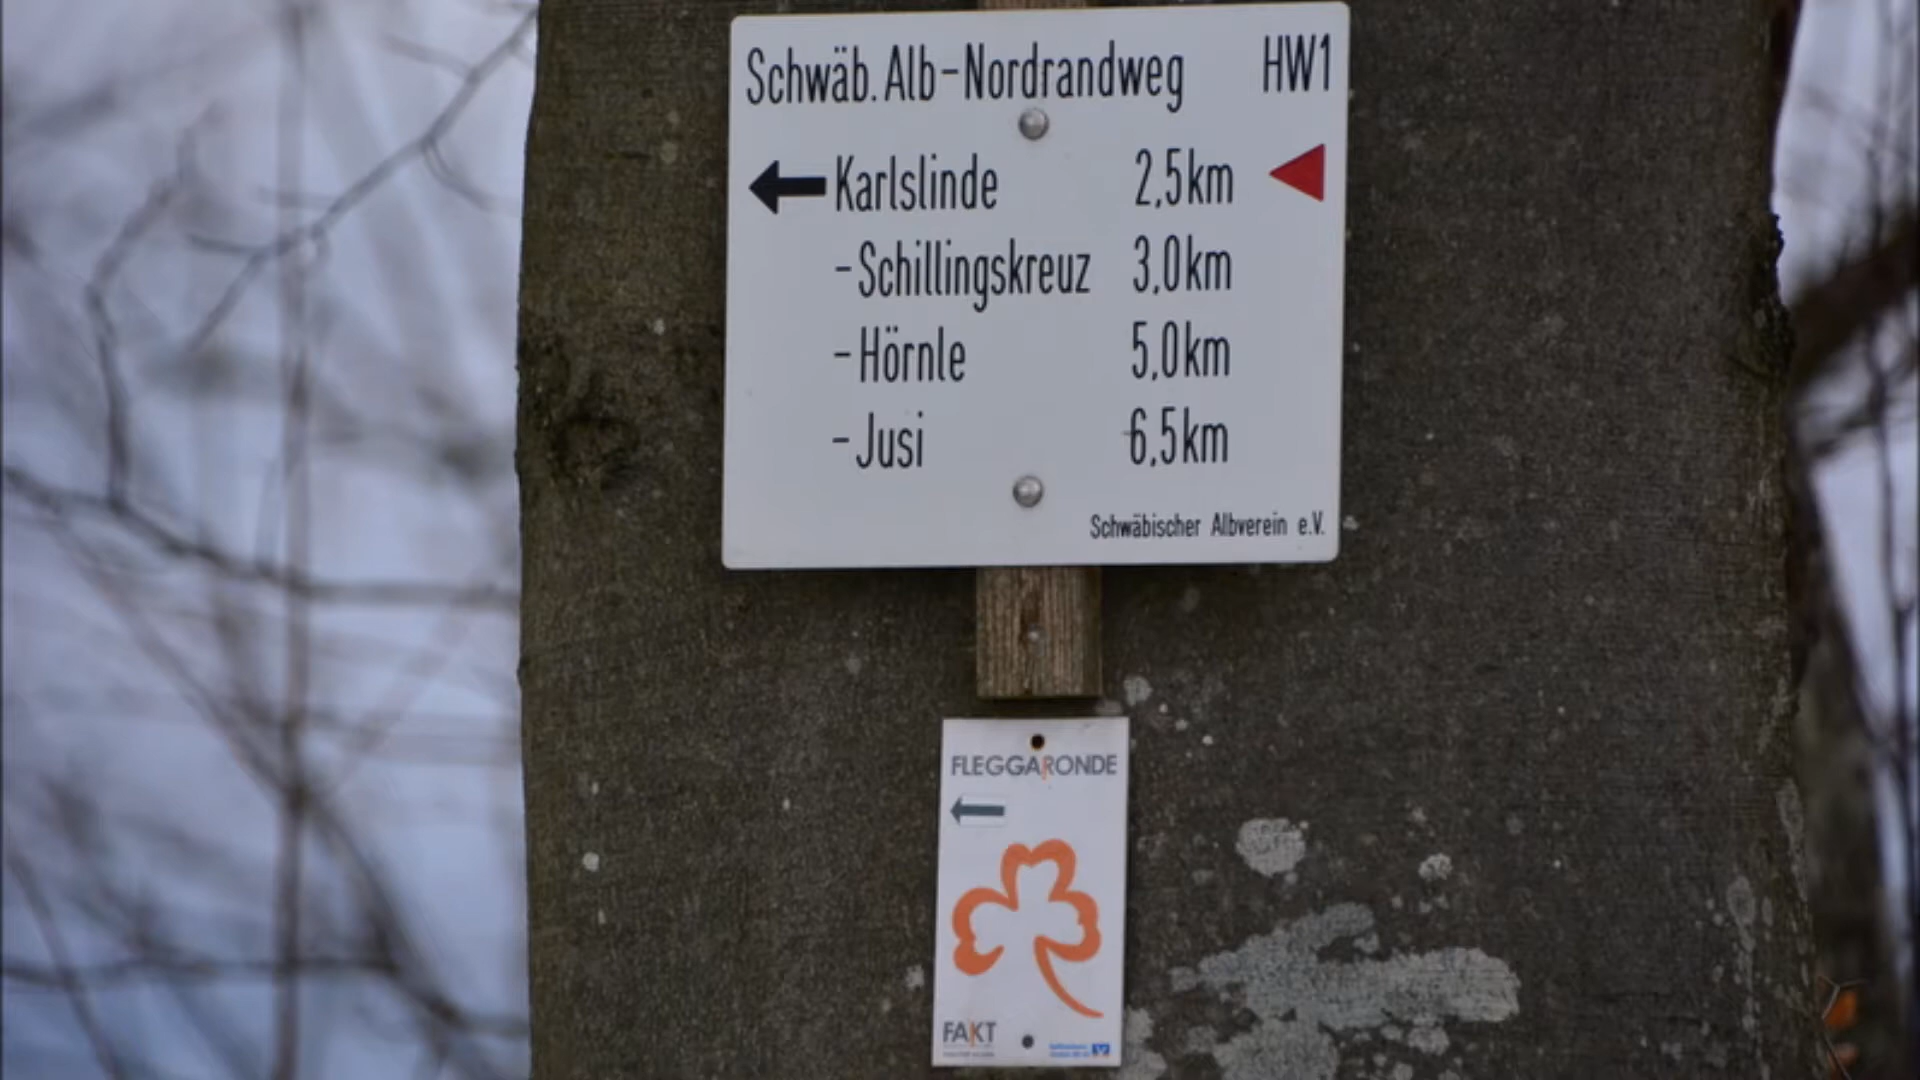 Schwäb. Alb-Nordrandweg HW1
Karlslinde 2,5km
-Schillingskreuz 3,0km
-Hörnle 5,0km
-Jusi 6,5km
Schwäbischer Albverein e.V.
FLEGGARONDE
FAKT